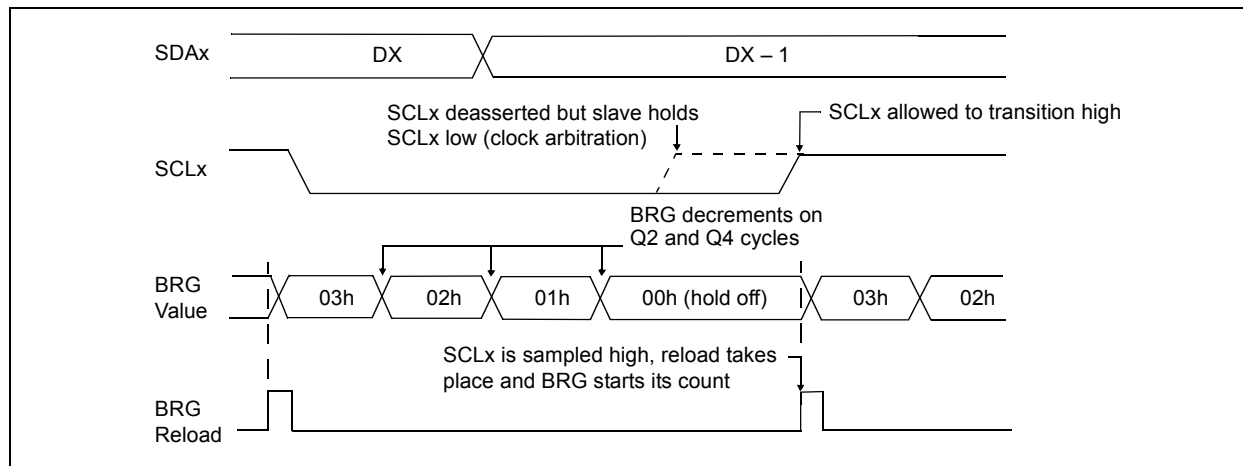 SDAx
DX
DX – 1
SCLx deasserted but slave holds
SCLx low (clock arbitration)
SCLx allowed to transition high
SCLx
BRG decrements on
Q2 and Q4 cycles
BRG
Value
03h
02h
01h
00h (hold off)
03h
02h
SCLx is sampled high, reload takes
place and BRG starts its count
BRG
Reload